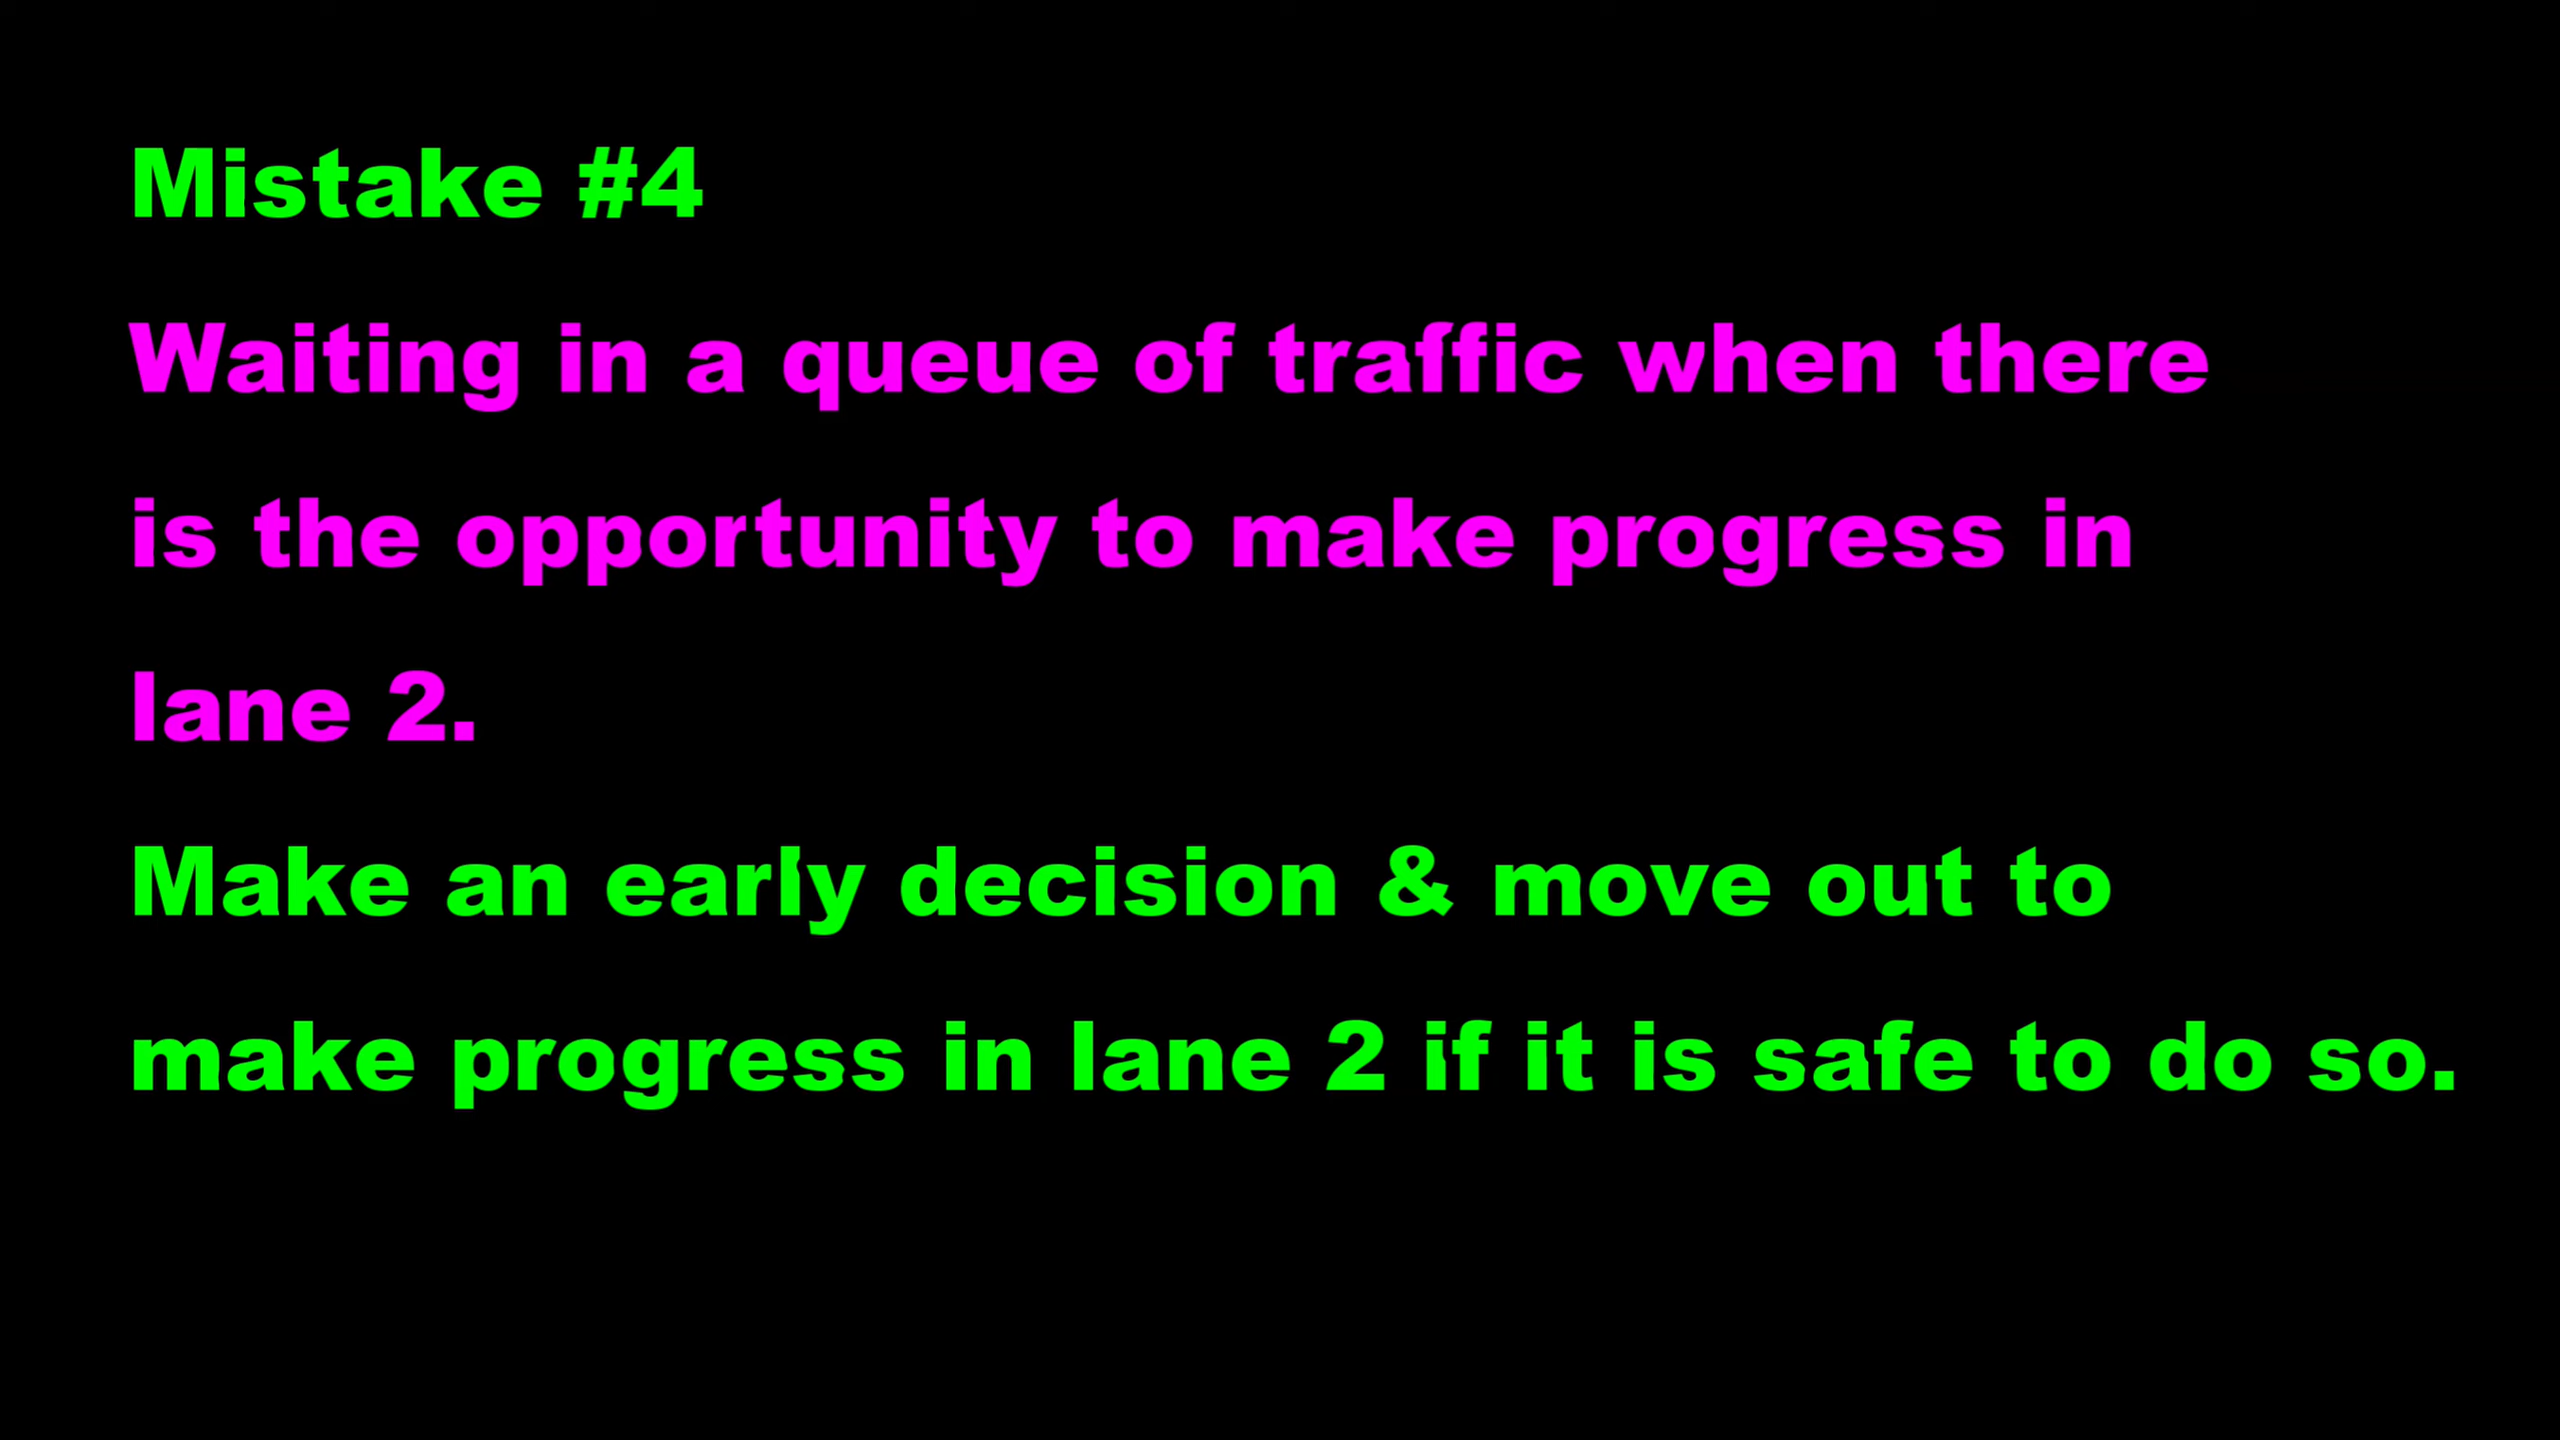 Mistake #4
Waiting in a queue of traffic when there
is the opportunity to make progress in
lane 2.
Make an early decision & move out to
make progress in lane 2 if it is safe to do so.